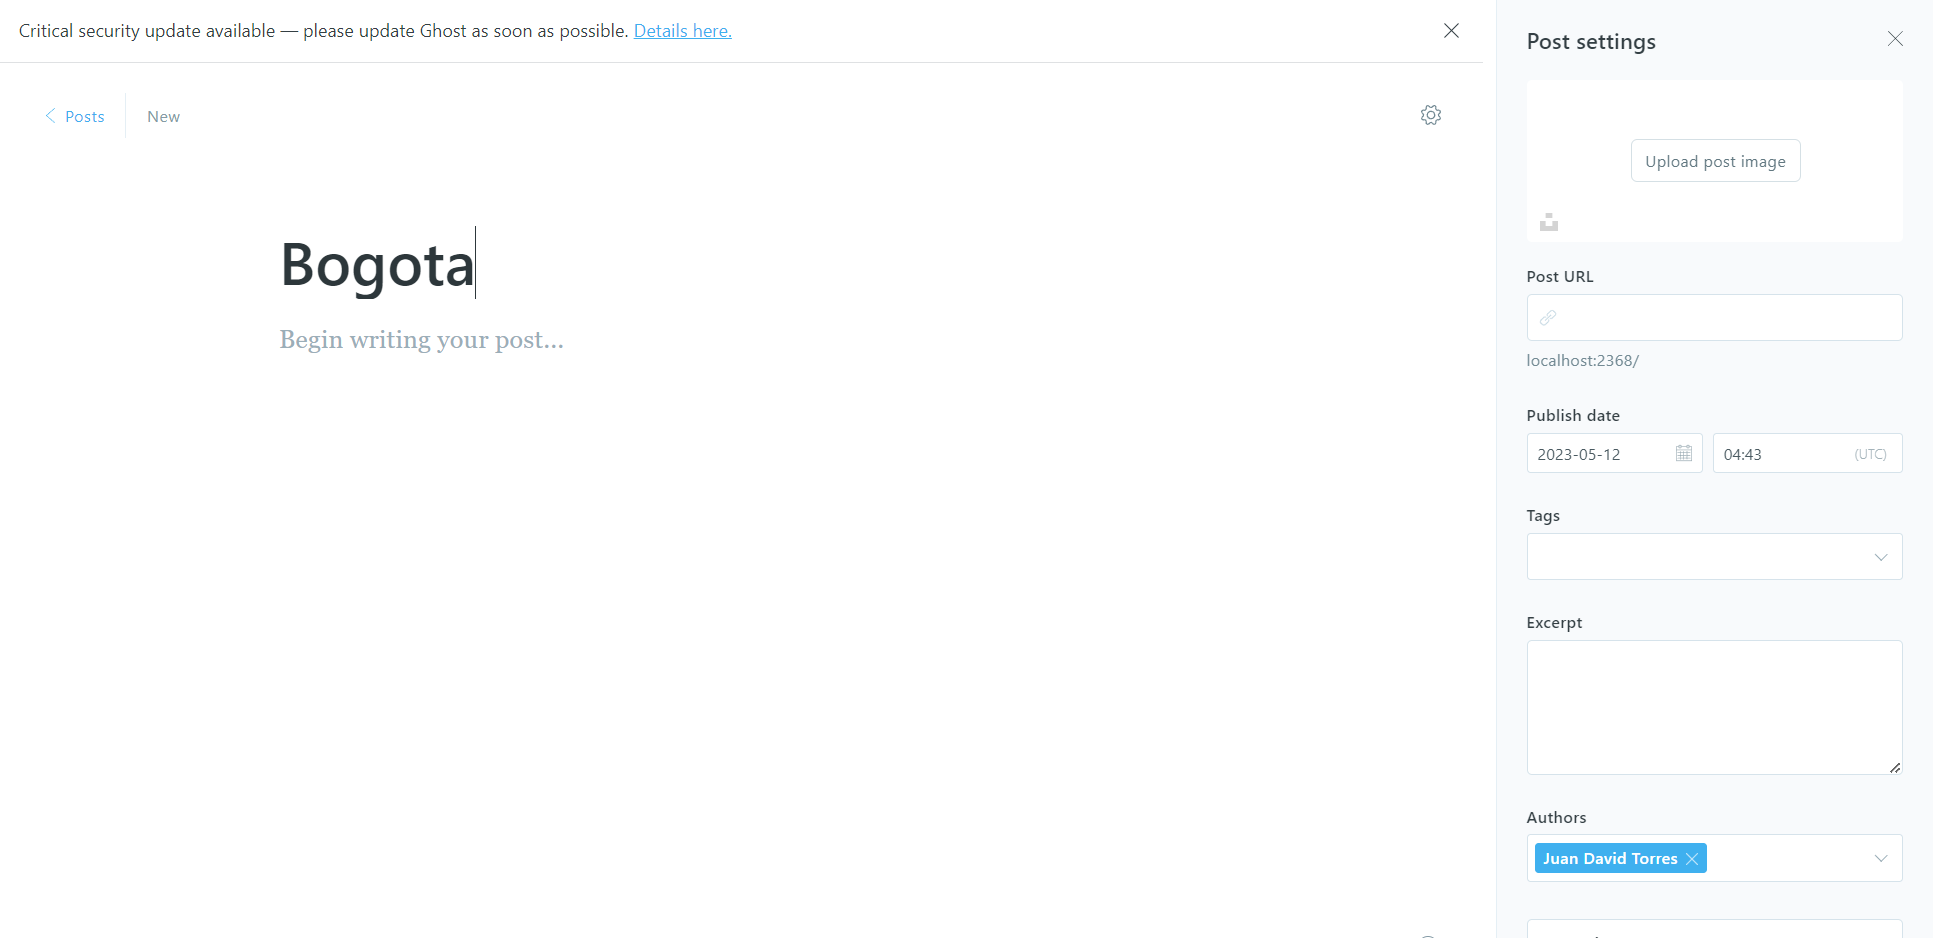 Critical security update available — please update Ghost as soon as possible. Details here.
Posts
New
Bogota
Begin writing your post...
Post settings
Upload post image
Post URL
localhost:2368/
Publish date
2023-05-12
04:43 (UTC)
Tags
Excerpt
Authors
Juan David Torres